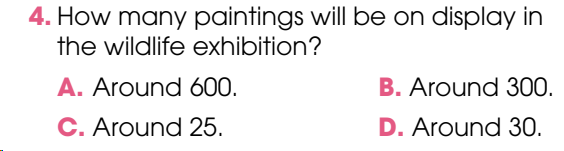 4. How many paintings will be on display in
the wildlife exhibition?
A. Around 600. B. Around 300.
C. Around 25. D. Around 30.